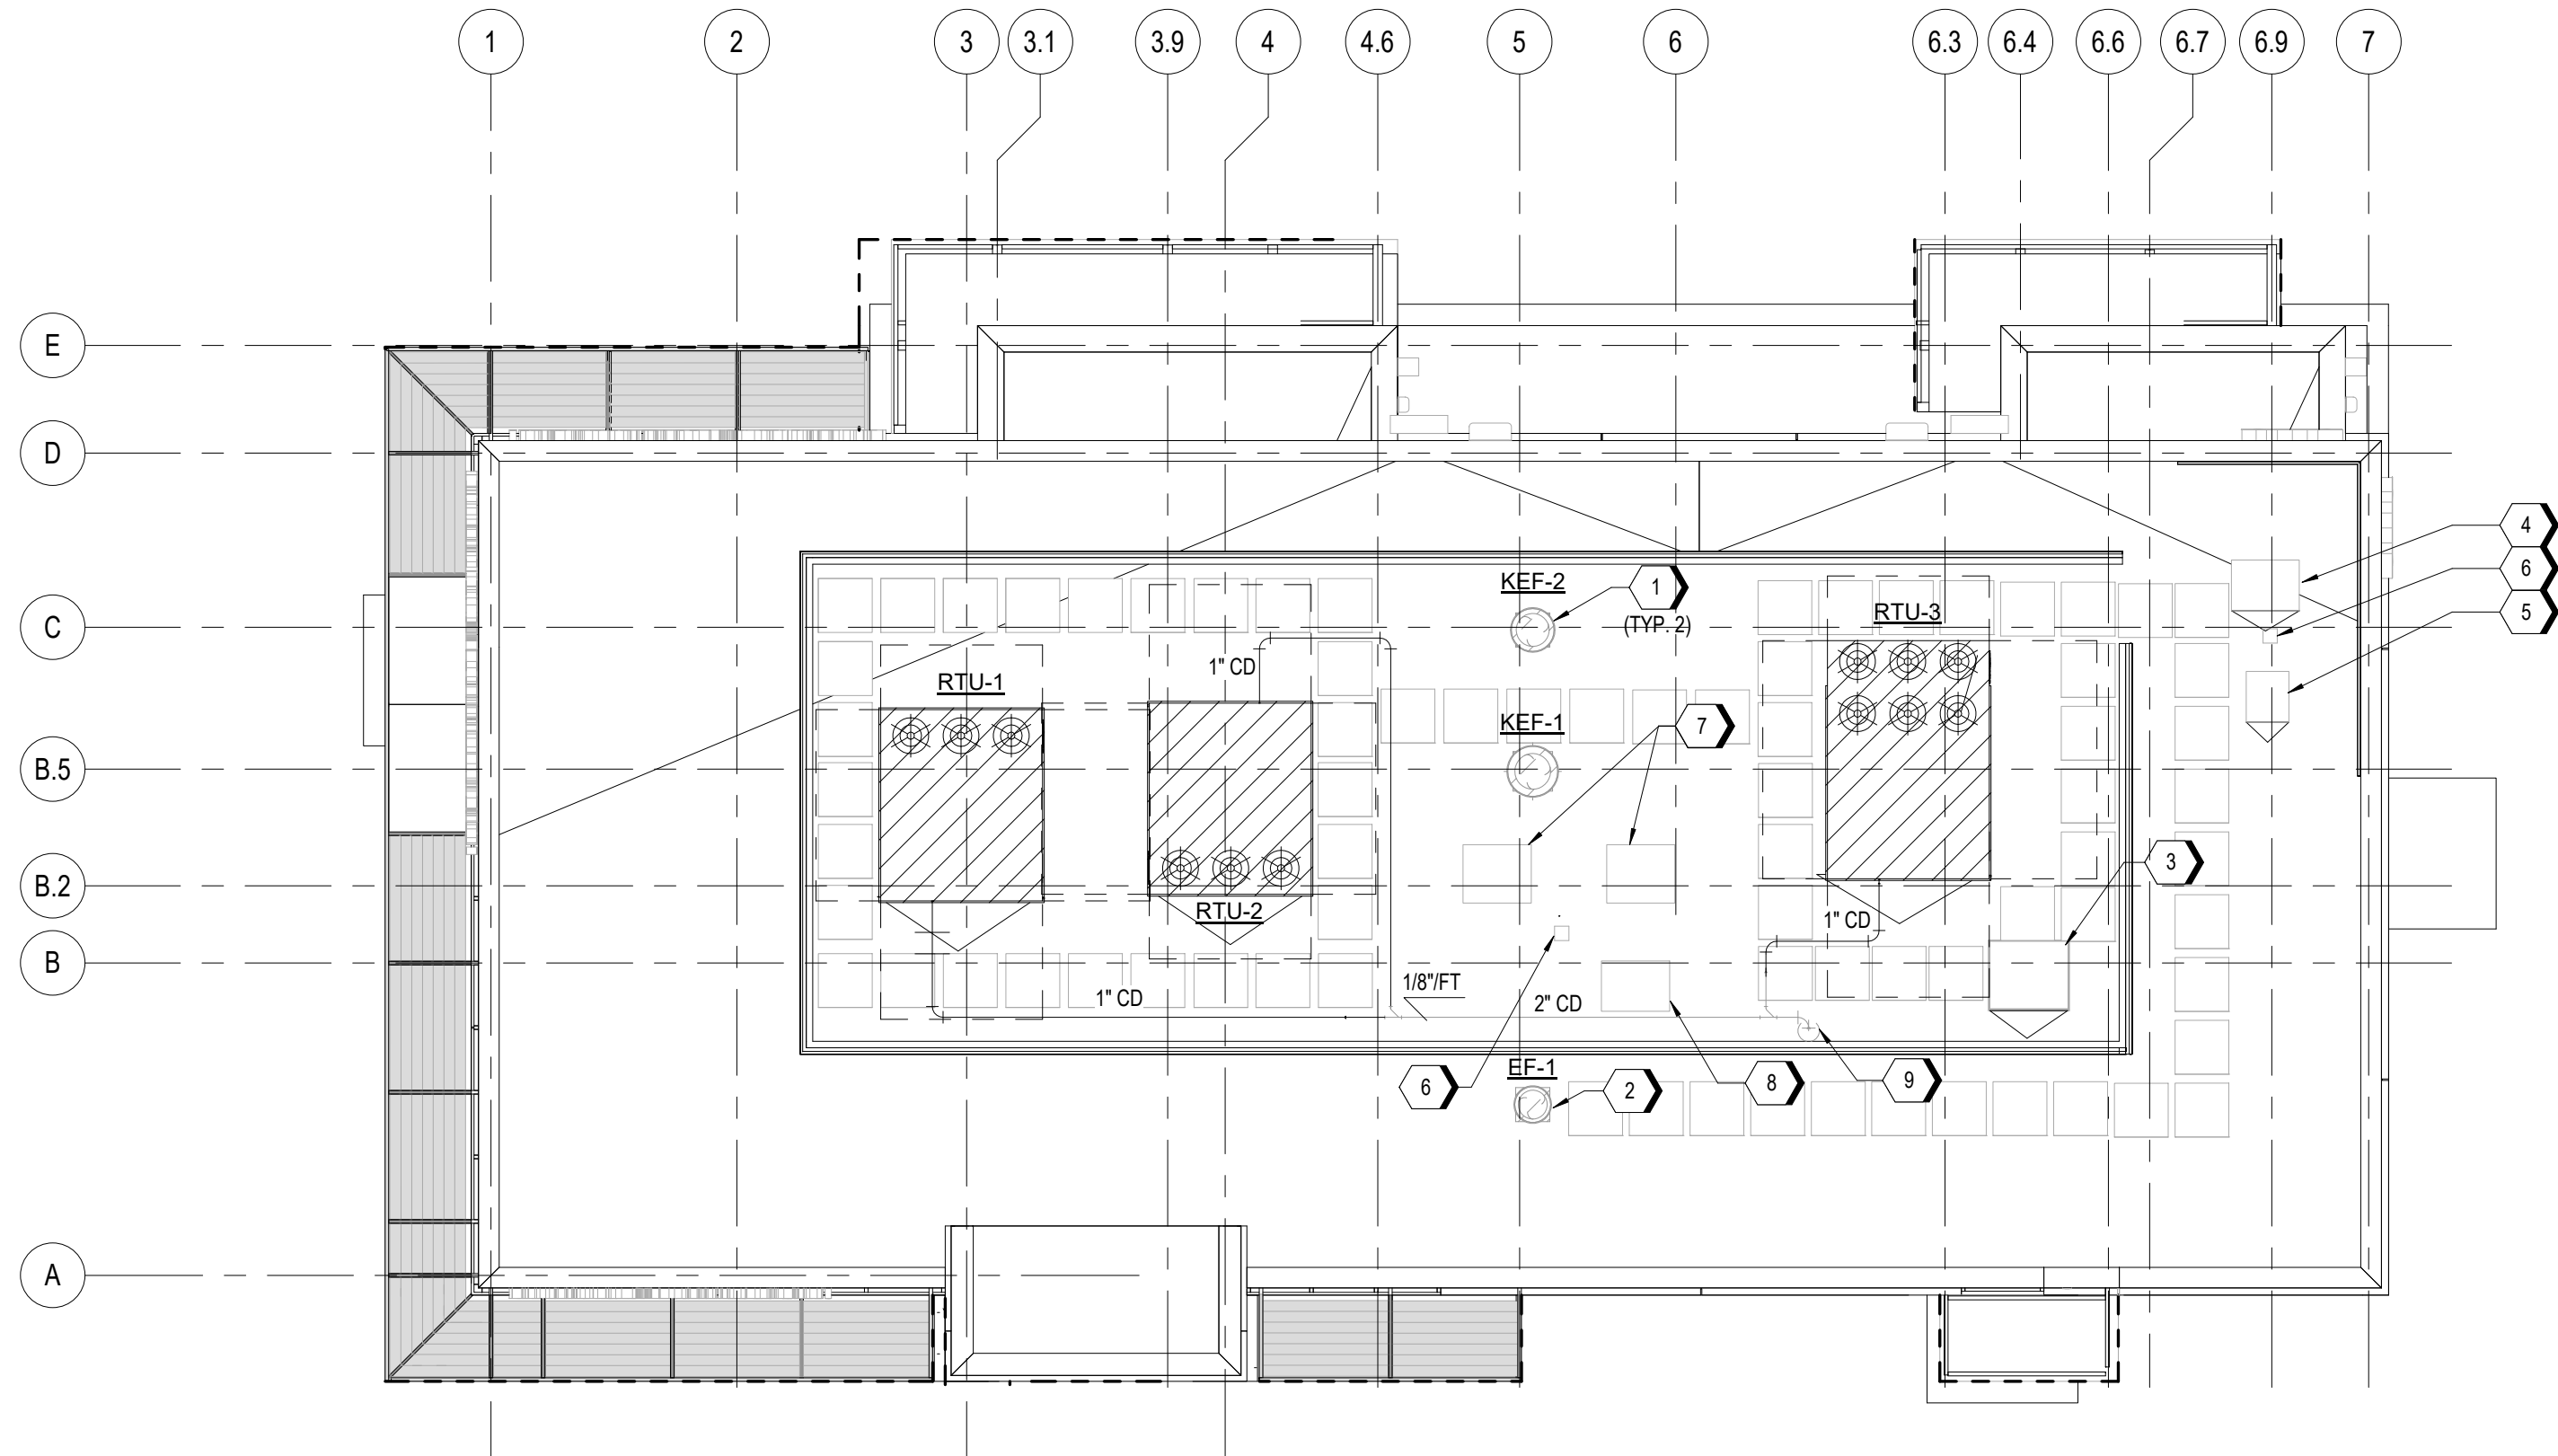 1
2
3
3.1
3.9
4
4.6
5
6
6.3
6.4
6.6
6.7
6.9
7
E
D
C
B.5
B.2
B
A
4
6
5
KEF-2
1
(TYP. 2)
RTU-3
1" CD
RTU-1
KEF-1
7
3
RTU-2
1" CD
1" CD
1/8"/FT
2" CD
EF-1
6
2
8
9